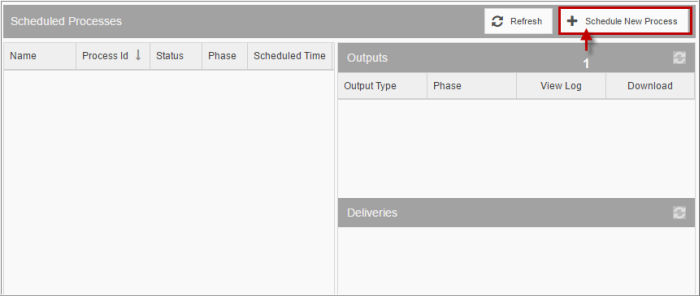 Scheduled Processes
Refresh
Schedule New Process
Name Process Id Status Phase Scheduled Time
Outputs
1
Output Type Phase View Log Download
Deliveries